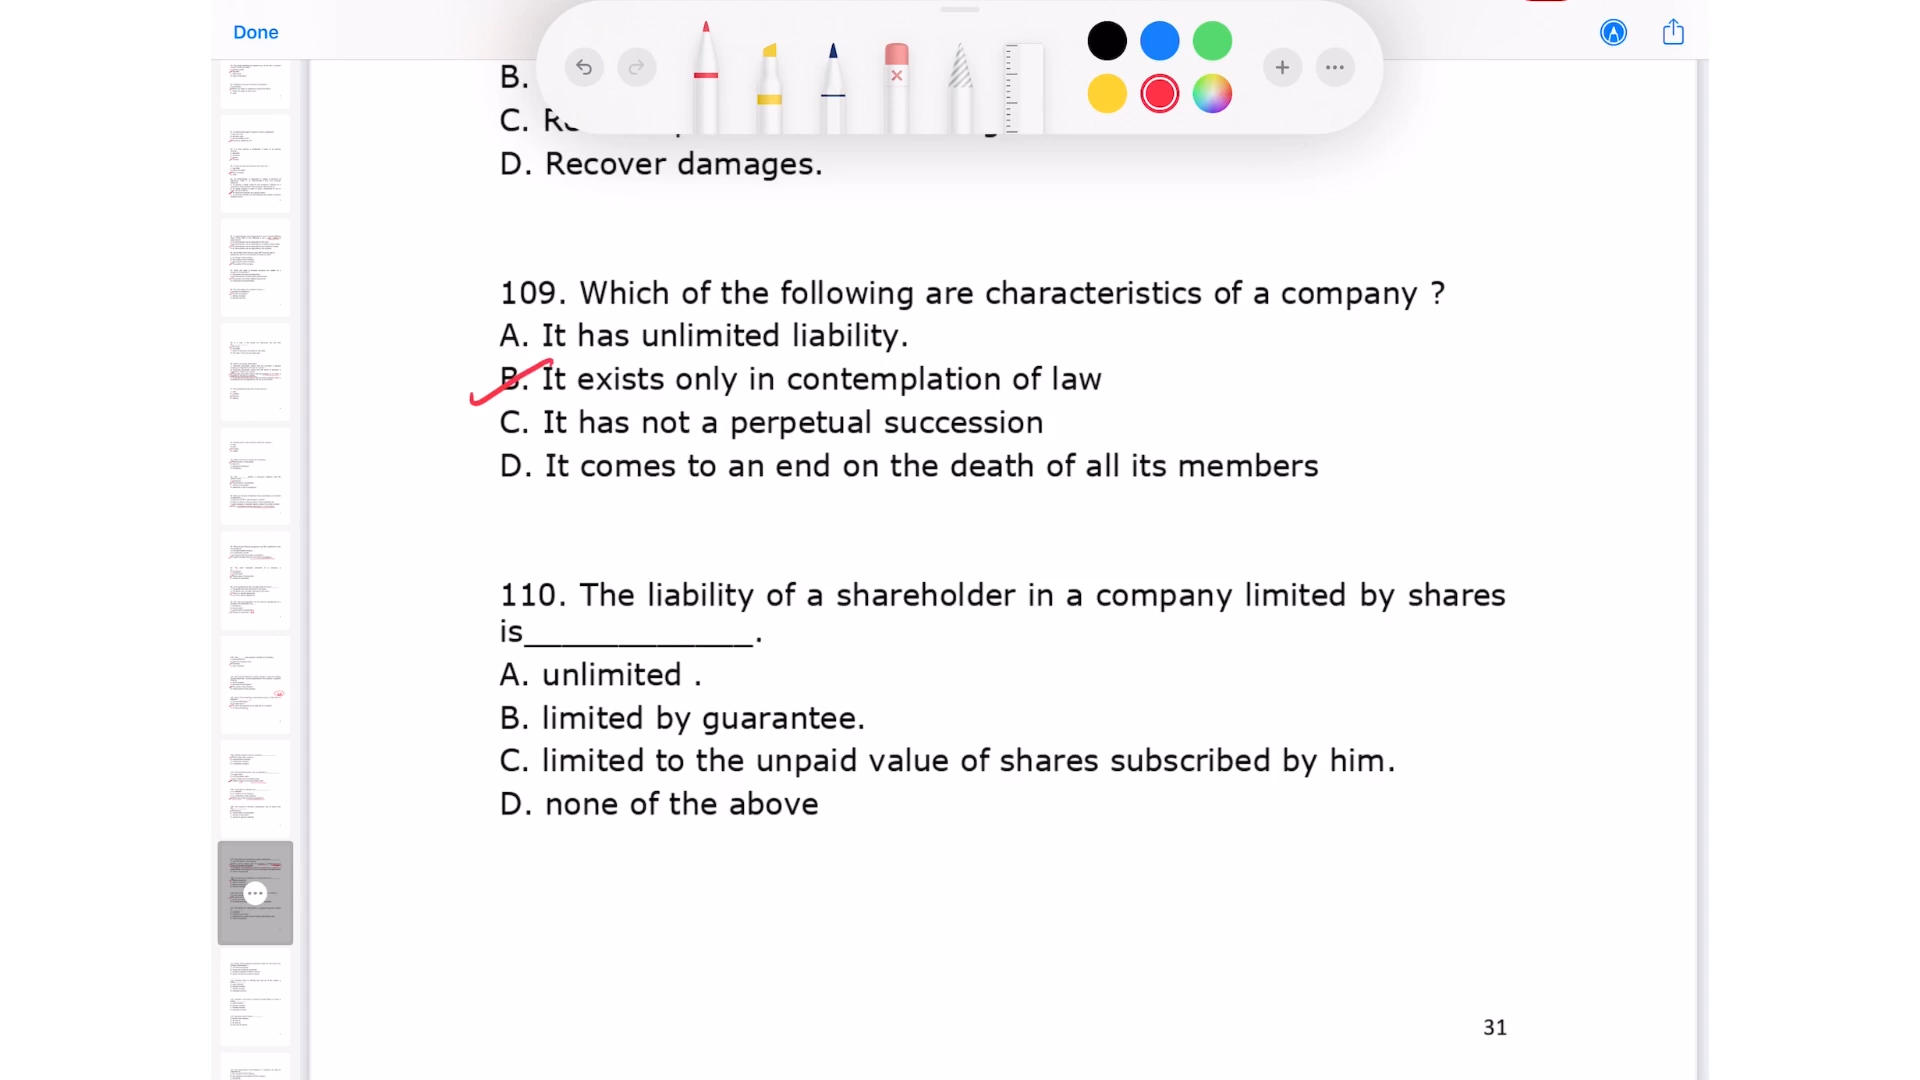 Done
B.
C.
D. Recover damages.
109. Which of the following are characteristics of a company ?
A. It has unlimited liability.
B. It exists only in contemplation of law
C. It has not a perpetual succession
D. It comes to an end on the death of all its members
110. The liability of a shareholder in a company limited by shares
is____________.
A. unlimited .
B. limited by guarantee.
C. limited to the unpaid value of shares subscribed by him.
D. none of the above
31